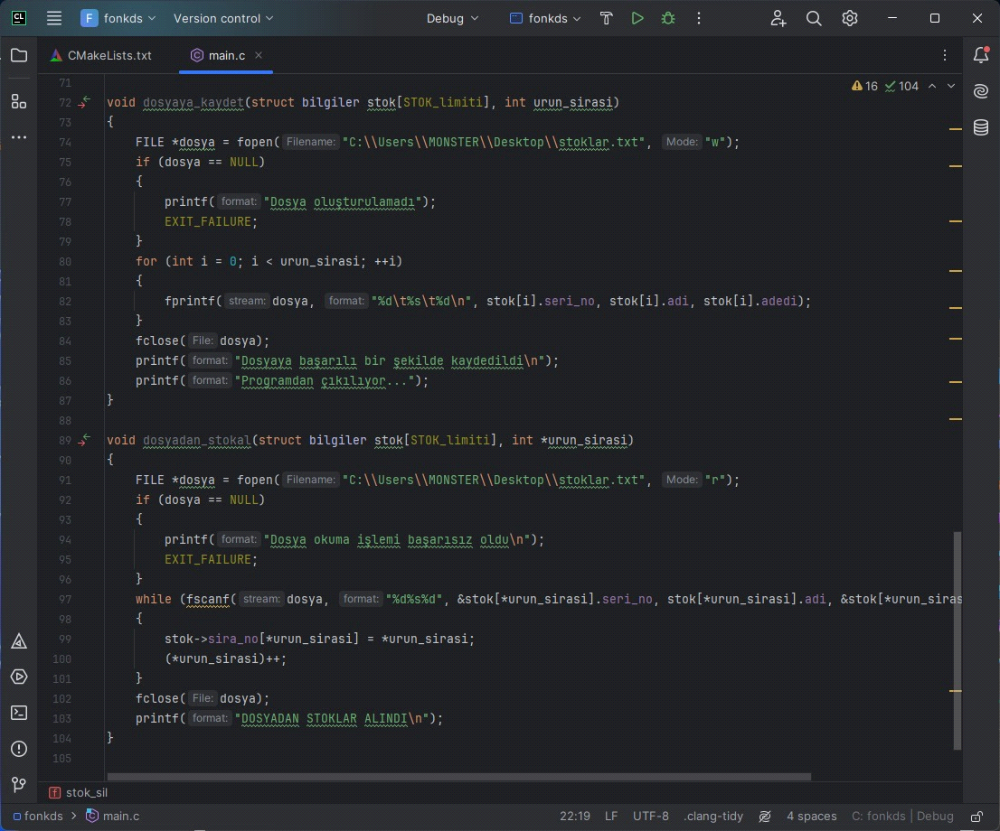 CL
F fonkds Version control Debug fonkds
CMakeLists.txt main.c
16 104
71
72 void dosyaya_kaydet(struct bilgiler stok[STOK_limiti], int urun_sirasi)
73 {
74 FILE *dosya = fopen( Filename: "C:\\Users\\MONSTER\\Desktop\\stoklar.txt", Mode: "w");
75 if (dosya == NULL)
76 {
77 printf( format: "Dosya oluşturulamadı");
78 EXIT_FAILURE;
79 }
80 for (int i = 0; i < urun_sirasi; ++i)
81 {
82 fprintf( stream: dosya, format: "%d\t%s\t%d\n", stok[i].seri_no, stok[i].adi, stok[i].adedi);
83 }
84 fclose( File: dosya);
85 printf( format: "Dosyaya başarılı bir şekilde kaydedildi\n");
86 printf( format: "Programdan çıkılıyor...");
87 }
88
89 void dosyadan_stokal(struct bilgiler stok[STOK_limiti], int *urun_sirasi)
90 {
91 FILE *dosya = fopen( Filename: "C:\\Users\\MONSTER\\Desktop\\stoklar.txt", Mode: "r");
92 if (dosya == NULL)
93 {
94 printf( format: "Dosya okuma işlemi başarısız oldu\n");
95 EXIT_FAILURE;
96 }
97 while (fscanf( stream: dosya, format: "%d%s%d", &stok[*urun_sirasi].seri_no, stok[*urun_sirasi].adi, &stok[*urun_siras
98 {
99 stok->sira_no[*urun_sirasi] = *urun_sirasi;
100 (*urun_sirasi)++;
101 }
102 fclose( File: dosya);
103 printf( format: "DOSYADAN STOKLAR ALINDI\n");
104 }
105
f stok_sil
fonkds > main.c 22:19 LF UTF-8 .clang-tidy 4 spaces C: fonkds | Debug